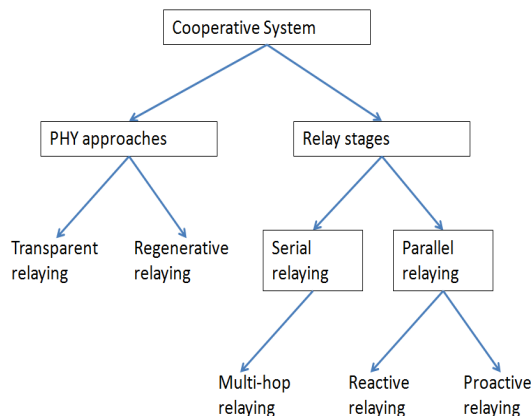 Cooperative System
PHY approaches
Relay stages
Transparent
relaying
Regenerative
relaying
Serial
relaying
Parallel
relaying
Multi-hop
relaying
Reactive
relaying
Proactive
relaying